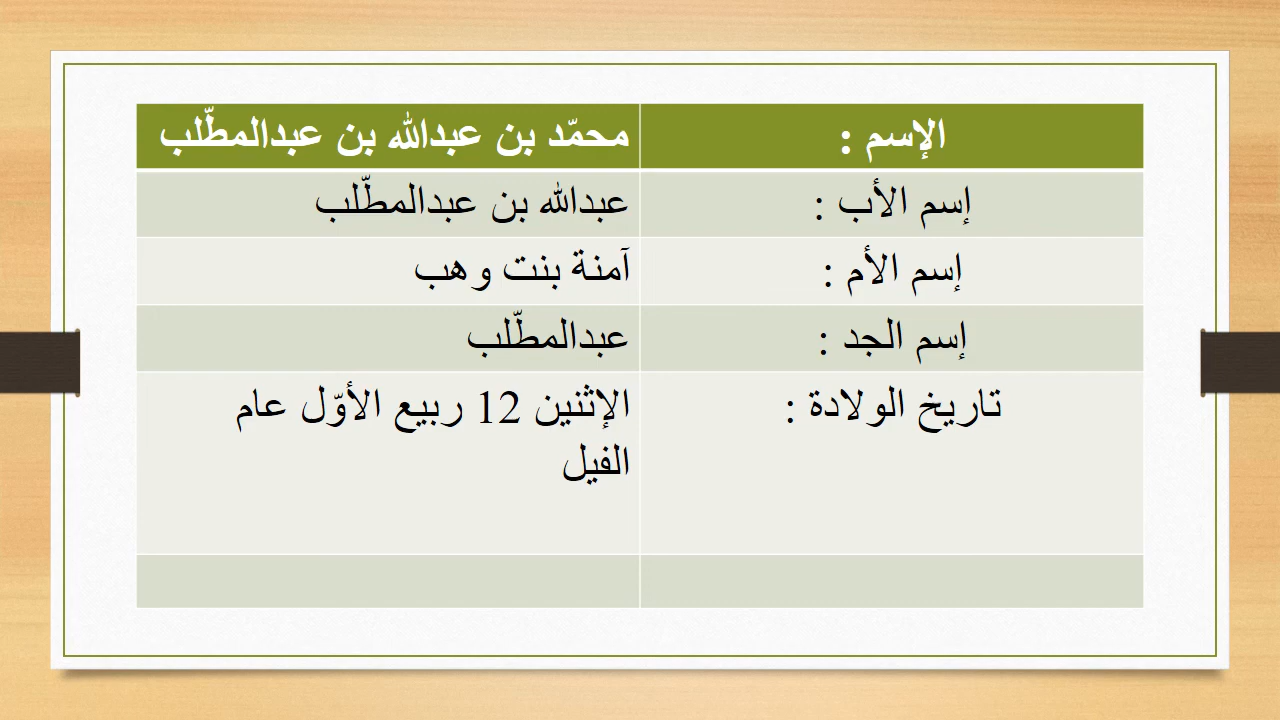 الإسم : محمّد بن عبدالله بن عبدالمطّلب
إسم الأب : عبدالله بن عبدالمطّلب
إسم الأم : آمنة بنت وهب
إسم الجد : عبدالمطّلب
تاريخ الولادة : الإثنين 12 ربيع الأوّل عام
الفيل